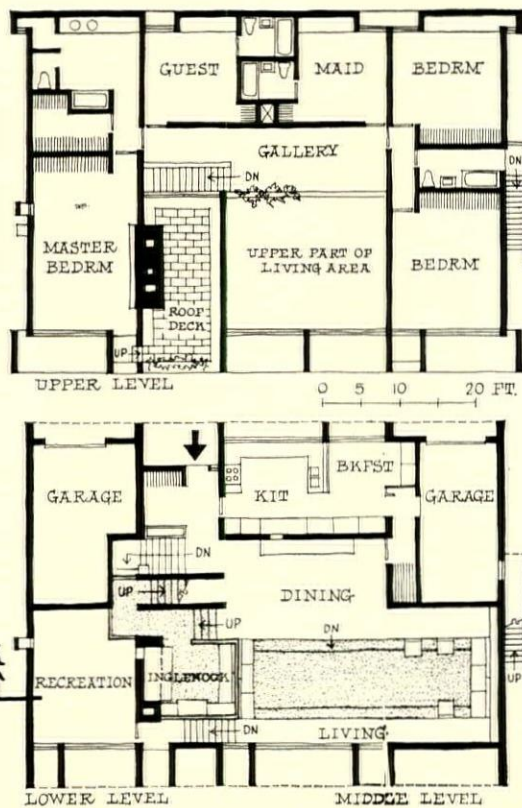 GUEST
MAID
BEDRM
GALLERY
DN
DN
MASTER
BEDRM
UPPER PART OF
LIVING AREA
BEDRM
ROOF
DECK
UP
UPPER LEVEL
0 5 10 20 FT.
GARAGE
KIT
BKFST
GARAGE
DN
UP
DINING
UP
DN
RECREATION
INGLENOOK
UP
DN
LIVING
LOWER LEVEL
MIDDLE LEVEL